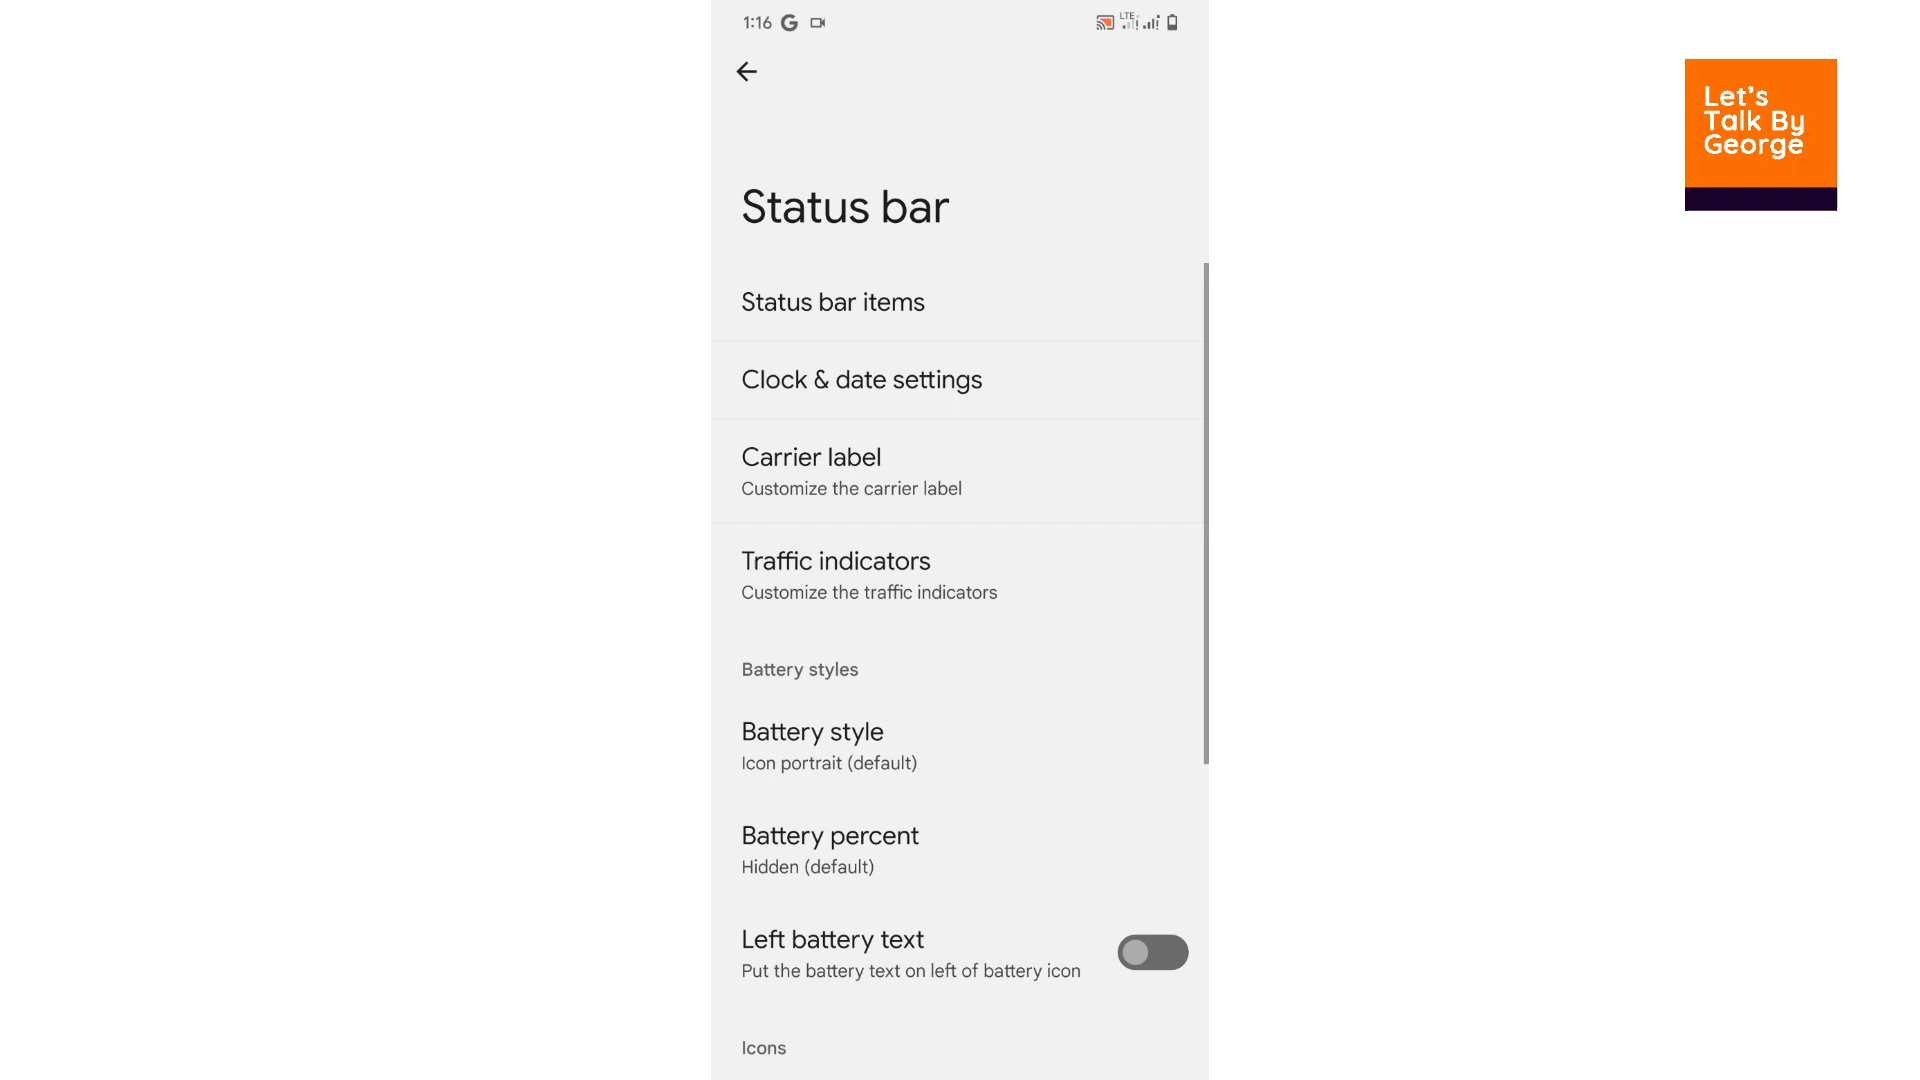 1:16
LTE
Let's
Talk By
George
Status bar
Status bar items
Clock & date settings
Carrier label
Customize the carrier label
Traffic indicators
Customize the traffic indicators
Battery styles
Battery style
Icon portrait (default)
Battery percent
Hidden (default)
Left battery text
Put the battery text on left of battery icon
Icons